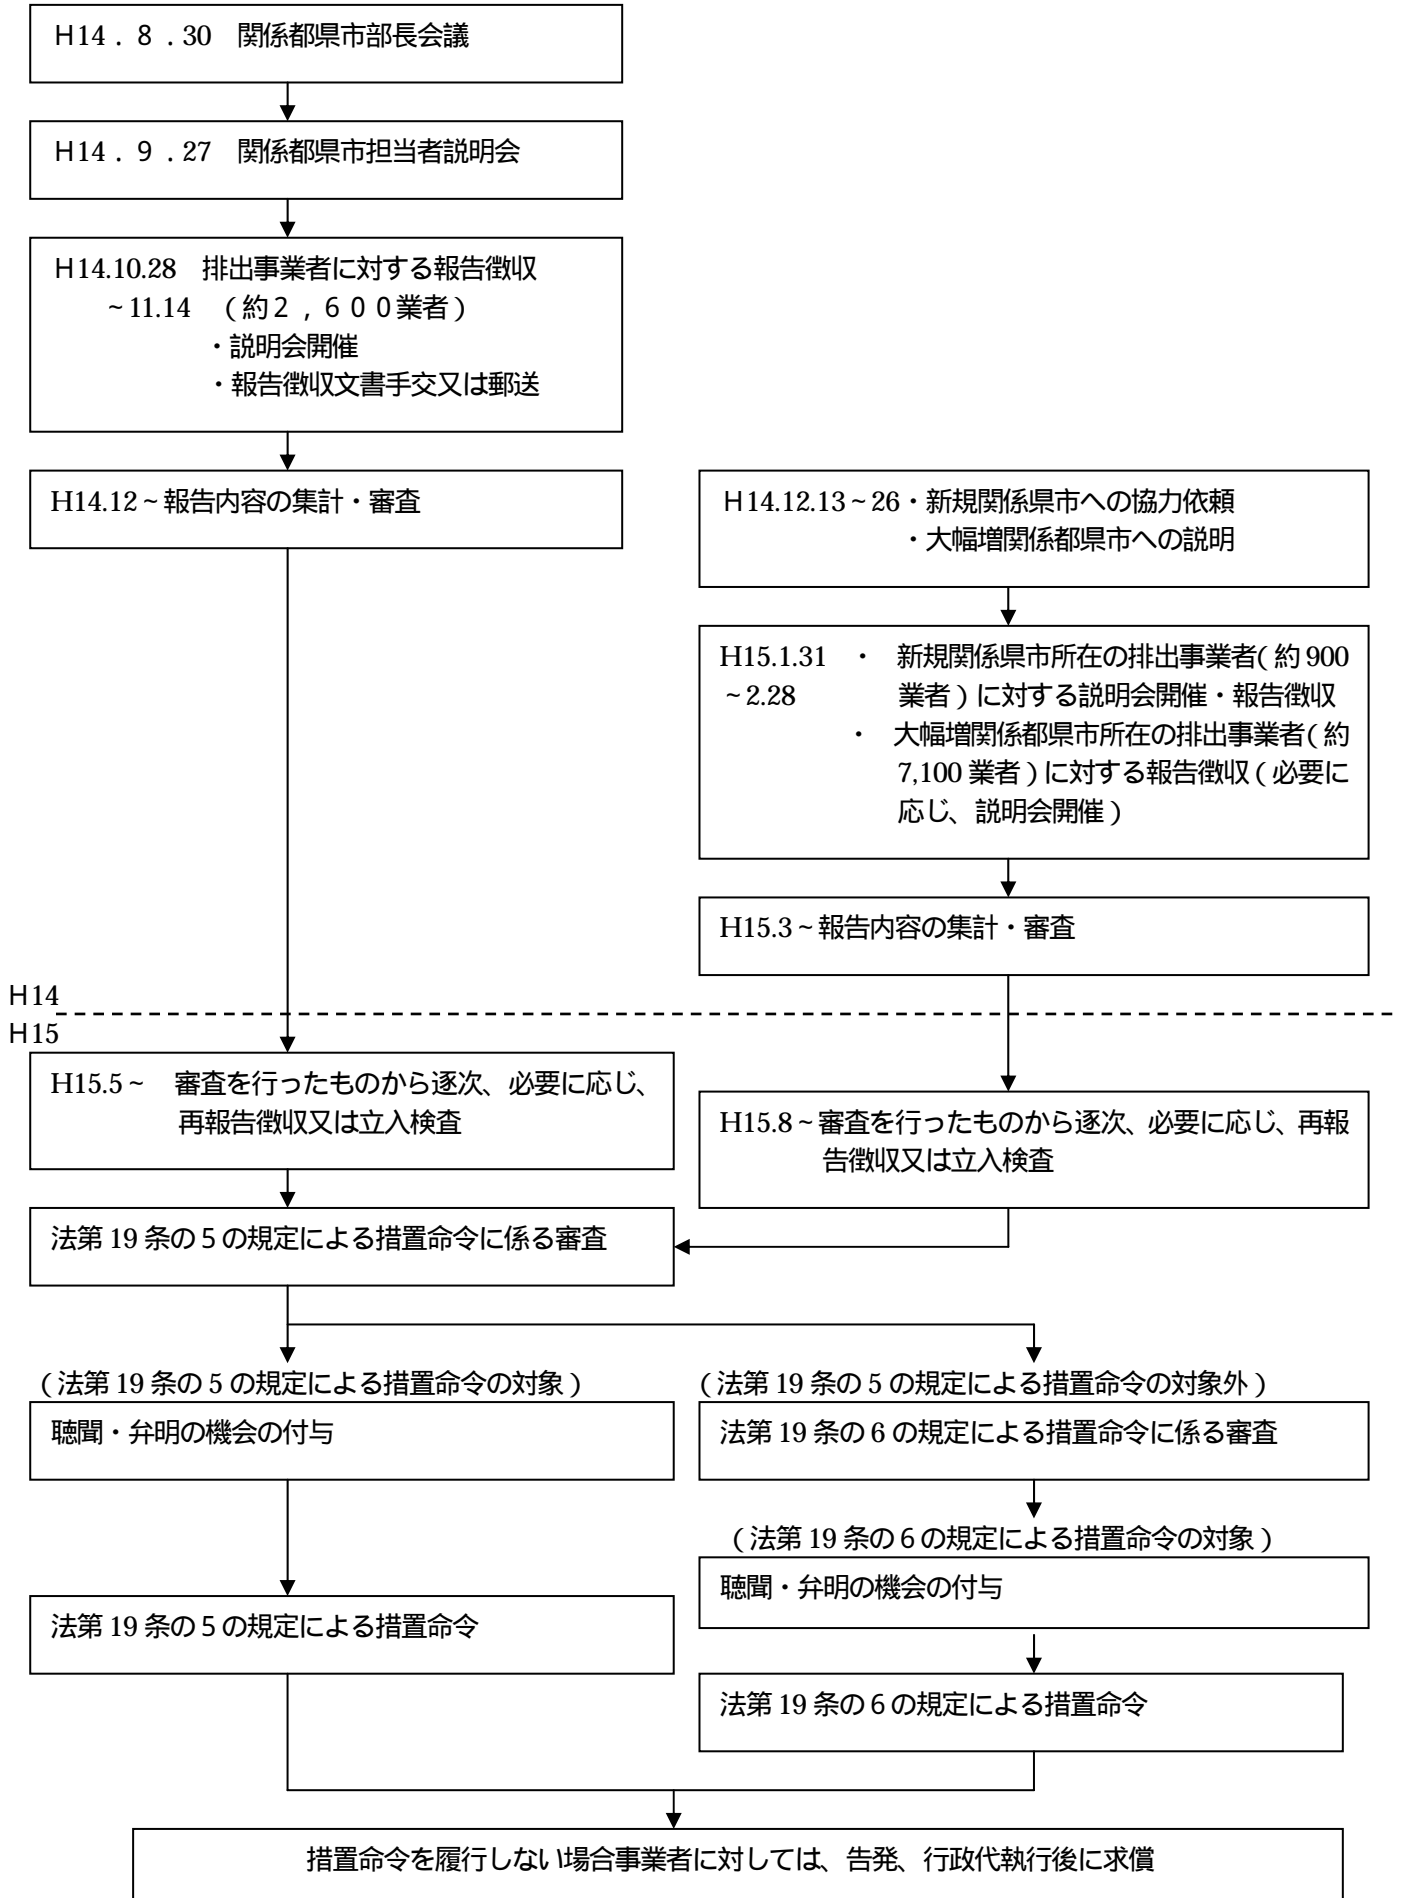 H14．８．30　関係都県市部長会議
H14．９．27　関係都県市担当者説明会
H14.10.28　排出事業者に対する報告徴収
～11.14　（約２，６００業者）
・説明会開催
・報告徴収文書手交又は郵送
H14.12～報告内容の集計・審査
H14.12.13～26・新規関係県市への協力依頼
・大幅増関係都県市への説明
H15.1.31　・　新規関係県市所在の排出事業者（約900
～2.28　業者）に対する説明会開催・報告徴収
・　大幅増関係都県市所在の排出事業者（約
7,100業者）に対する報告徴収（必要に
応じ、説明会開催）
H15.3～報告内容の集計・審査
H14
H15
H15.5～　審査を行ったものから逐次、必要に応じ、
再報告徴収又は立入検査
H15.8～審査を行ったものから逐次、必要に応じ、再報
告徴収又は立入検査
法第19条の５の規定による措置命令に係る審査
（法第19条の５の規定による措置命令の対象）
聴聞・弁明の機会の付与
法第19条の５の規定による措置命令
（法第19条の５の規定による措置命令の対象外）
法第19条の６の規定による措置命令に係る審査
（法第19条の６の規定による措置命令の対象）
聴聞・弁明の機会の付与
法第19条の６の規定による措置命令
措置命令を履行しない場合事業者に対しては、告発、行政代執行後に求償